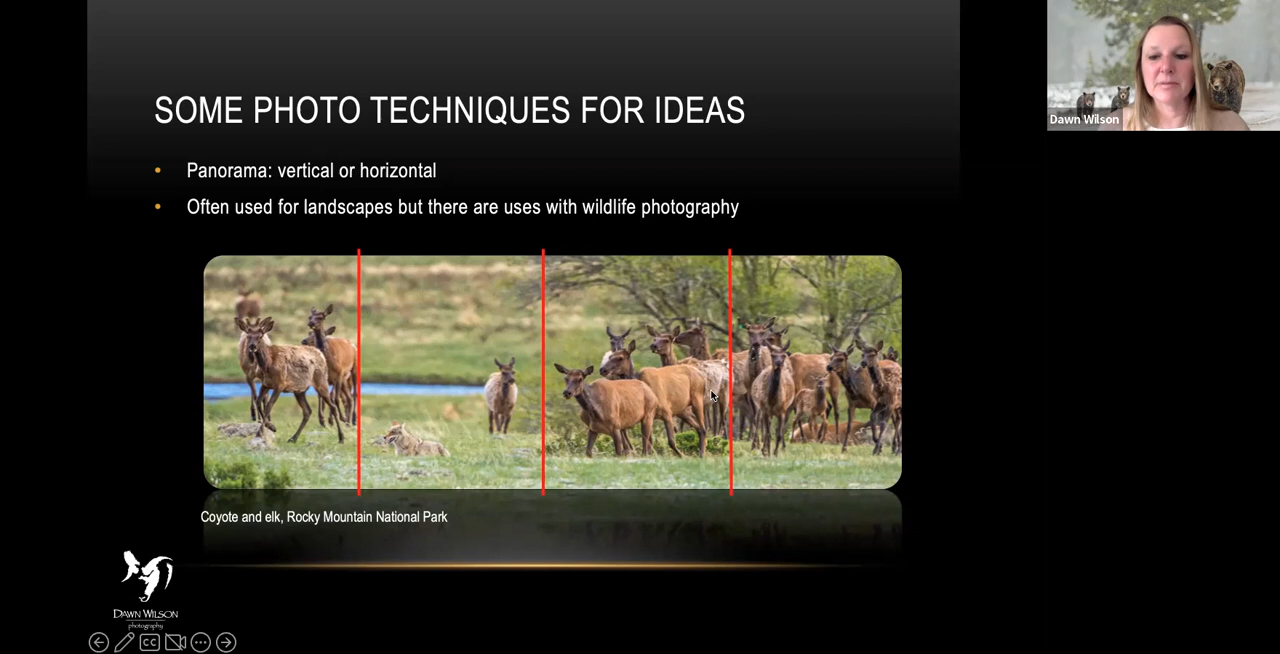 SOME PHOTO TECHNIQUES FOR IDEAS
Dawn Wilson
• Panorama: vertical or horizontal
• Often used for landscapes but there are uses with wildlife photography
Coyote and elk, Rocky Mountain National Park
DAWN WILSON
photography
CC